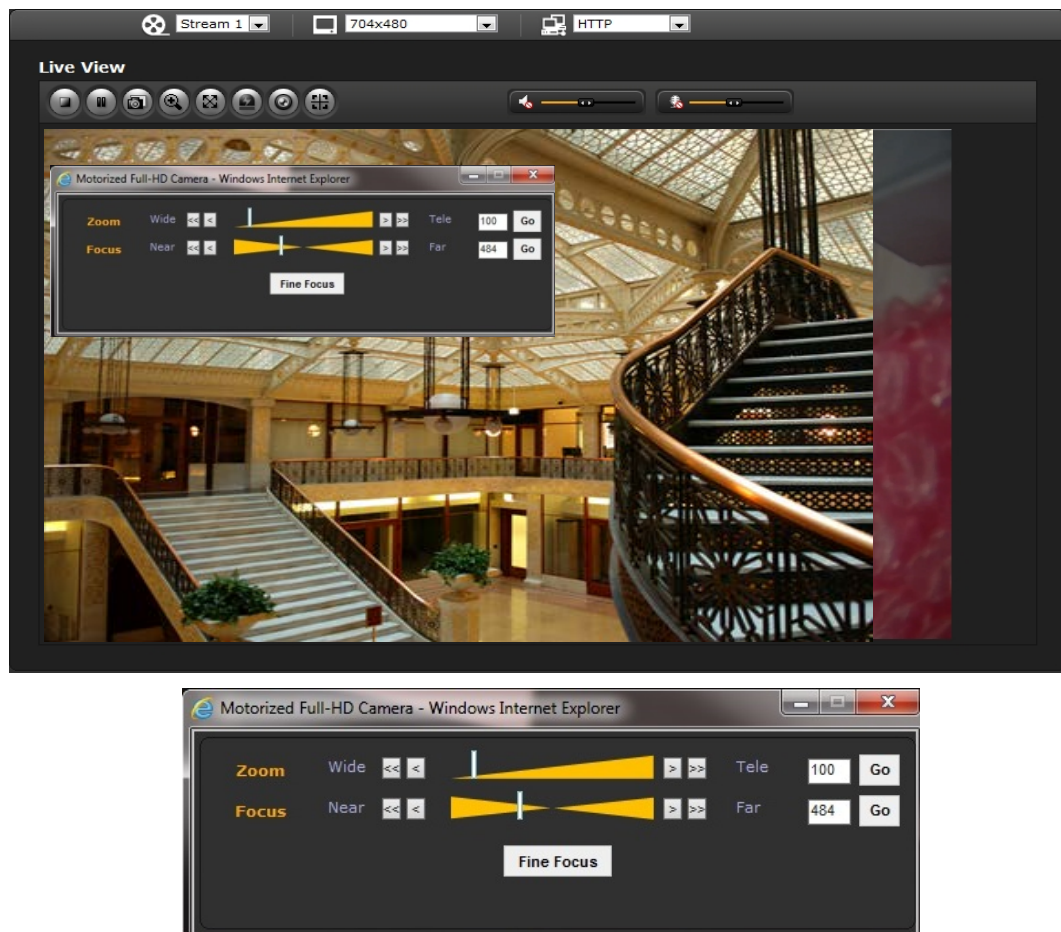 Stream 1 704x480 HTTP
Live View
Motorized Full-HD Camera - Windows Internet Explorer
Zoom Wide << < > >> Tele 100 Go
Focus Near << < > >> Far 484 Go
Fine Focus
Motorized Full-HD Camera - Windows Internet Explorer
Zoom Wide << < > >> Tele 100 Go
Focus Near << < > >> Far 484 Go
Fine Focus